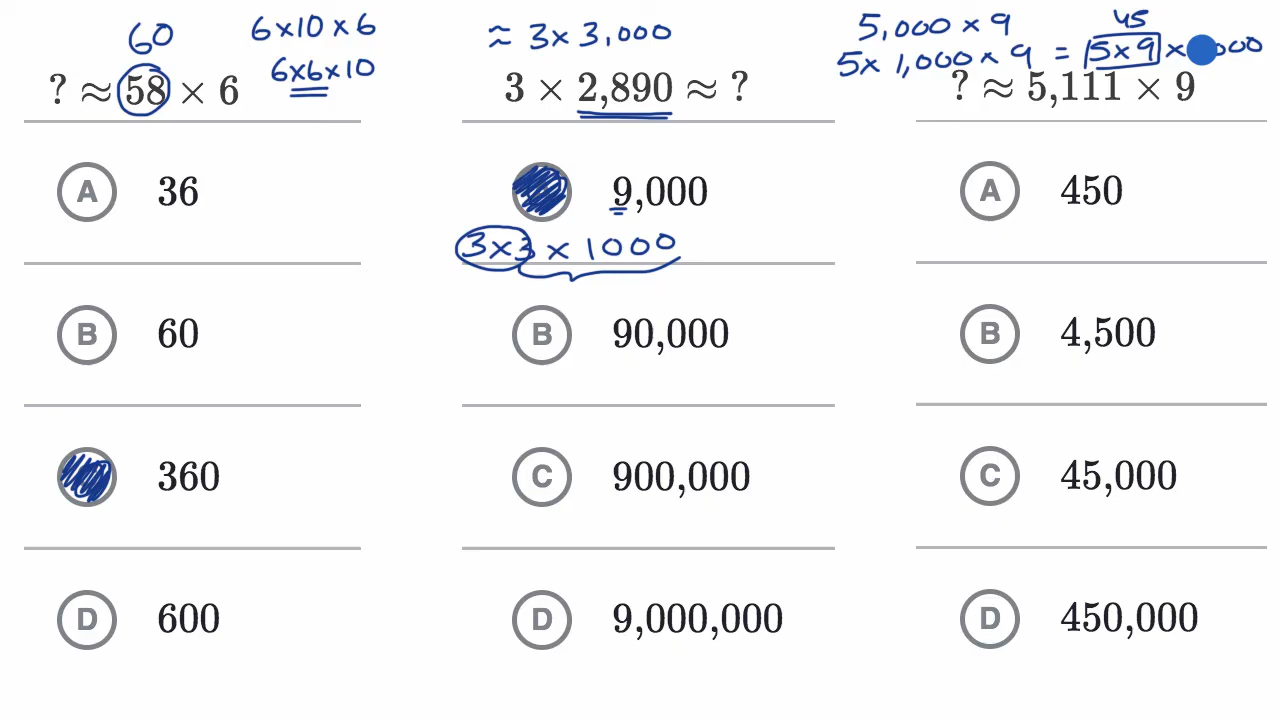 60
6×10×6
6×6×10
? ≈ 58 × 6
A 36
B 60
360
D 600
≈ 3× 3,000
3 × 2,890 ≈ ?
9,000
3×3 × 1000
B 90,000
C 900,000
D 9,000,000
5,000 × 9
45
5× 1,000 × 9 = 5×9 ×
? ≈ 5,111 × 9
A 450
B 4,500
C 45,000
D 450,000